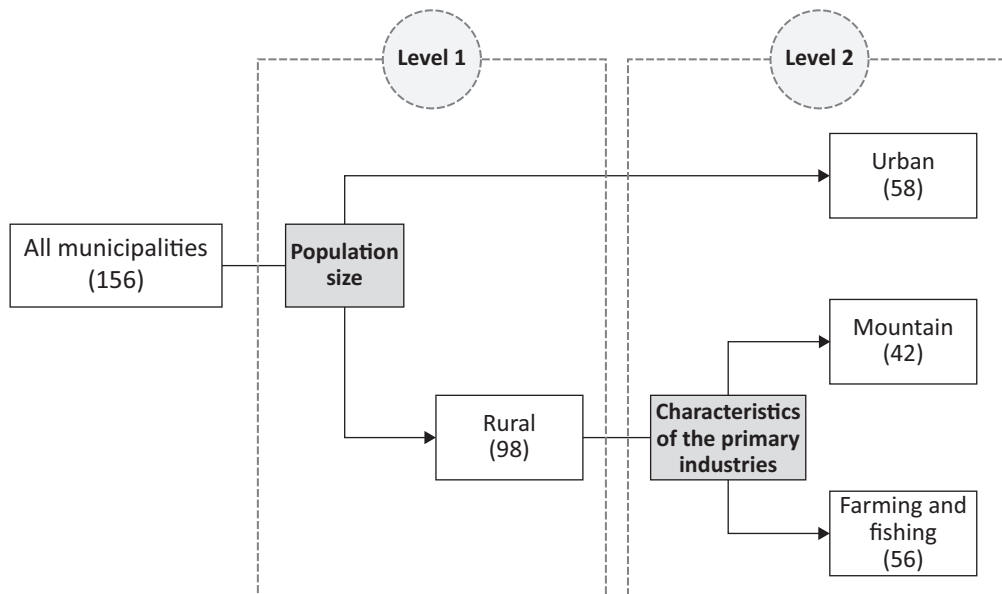 Level 1
Level 2
Urban
(58)
All municipalities
(156)
Population
size
Mountain
(42)
Rural
(98)
Characteristics
of the primary
industries
Farming and
fishing
(56)